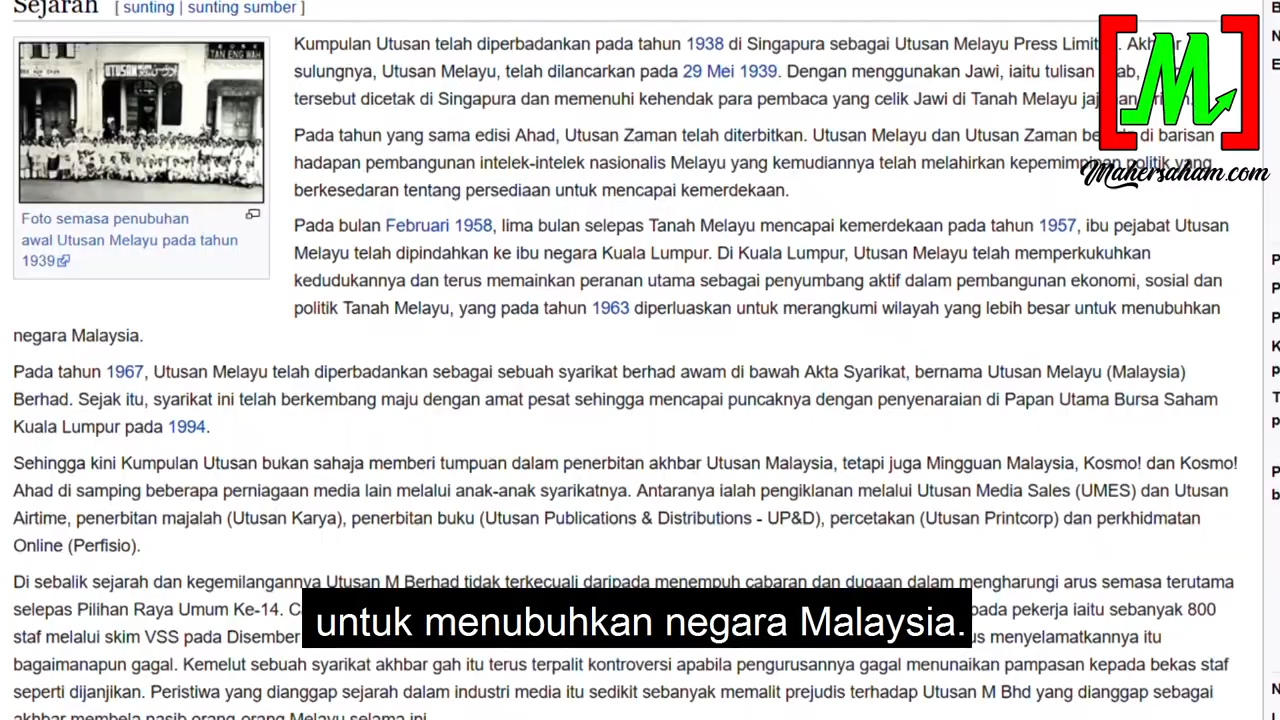 Sejarah [ sunting | sunting sumber ]
TAN ENG WAH
UTUSAN
Foto semasa penubuhan
awal Utusan Melayu pada tahun
1939
Kumpulan Utusan telah diperbadankan pada tahun 1938 di Singapura sebagai Utusan Melayu Press
sulungnya, Utusan Melayu, telah dilancarkan pada 29 Mei 1939. Dengan menggunakan Jawi, iaitu tulisan
tersebut dicetak di Singapura dan memenuhi kehendak para pembaca yang celik Jawi di Tanah Melayu
Pada tahun yang sama edisi Ahad, Utusan Zaman telah diterbitkan. Utusan Melayu dan Utusan Zaman di barisan
hadapan pembangunan intelek-intelek nasionalis Melayu yang kemudiannya telah melahirkan politik yang
berkesedaran tentang persediaan untuk mencapai kemerdekaan.
Pada bulan Februari 1958, lima bulan selepas Tanah Melayu mencapai kemerdekaan pada tahun 1957, ibu pejabat Utusan
Melayu telah dipindahkan ke ibu negara Kuala Lumpur. Di Kuala Lumpur, Utusan Melayu telah memperkukuhkan
kedudukannya dan terus memainkan peranan utama sebagai penyumbang aktif dalam pembangunan ekonomi, sosial dan
politik Tanah Melayu, yang pada tahun 1963 diperluaskan untuk merangkumi wilayah yang lebih besar untuk menubuhkan
negara Malaysia.
Pada tahun 1967, Utusan Melayu telah diperbadankan sebagai sebuah syarikat berhad awam di bawah Akta Syarikat, bernama Utusan Melayu (Malaysia)
Berhad. Sejak itu, syarikat ini telah berkembang maju dengan amat pesat sehingga mencapai puncaknya dengan penyenaraian di Papan Utama Bursa Saham
Kuala Lumpur pada 1994.
Sehingga kini Kumpulan Utusan bukan sahaja memberi tumpuan dalam penerbitan akhbar Utusan Malaysia, tetapi juga Mingguan Malaysia, Kosmo! dan Kosmo!
Ahad di samping beberapa perniagaan media lain melalui anak-anak syarikatnya. Antaranya ialah pengiklanan melalui Utusan Media Sales (UMES) dan Utusan
Airtime, penerbitan majalah (Utusan Karya), penerbitan buku (Utusan Publications & Distributions - UP&D), percetakan (Utusan Printcorp) dan perkhidmatan
Online (Perfisio).
Di sebalik sejarah dan kegemilangannya Utusan M Berhad tidak terkecuali daripada menempuh cabaran dan dugaan dalam mengharungi arus semasa terutama
selepas Pilihan Raya Umum Ke-14. pekerja iaitu sebanyak 800
staf melalui skim VSS pada Disember menyelamatkannya itu
bagaimanapun gagal. Kemelut sebuah syarikat akhbar gah itu terus terpalit kontroversi apabila pengurusannya gagal menunaikan pampasan kepada bekas staf
seperti dijanjikan. Peristiwa yang dianggap sejarah dalam industri media itu sedikit sebanyak memalit prejudis terhadap Utusan M Bhd yang dianggap sebagai
akhbar membela nasib orang-orang Melayu selama ini.
untuk menubuhkan negara Malaysia.
[M]
Mahersaham.com